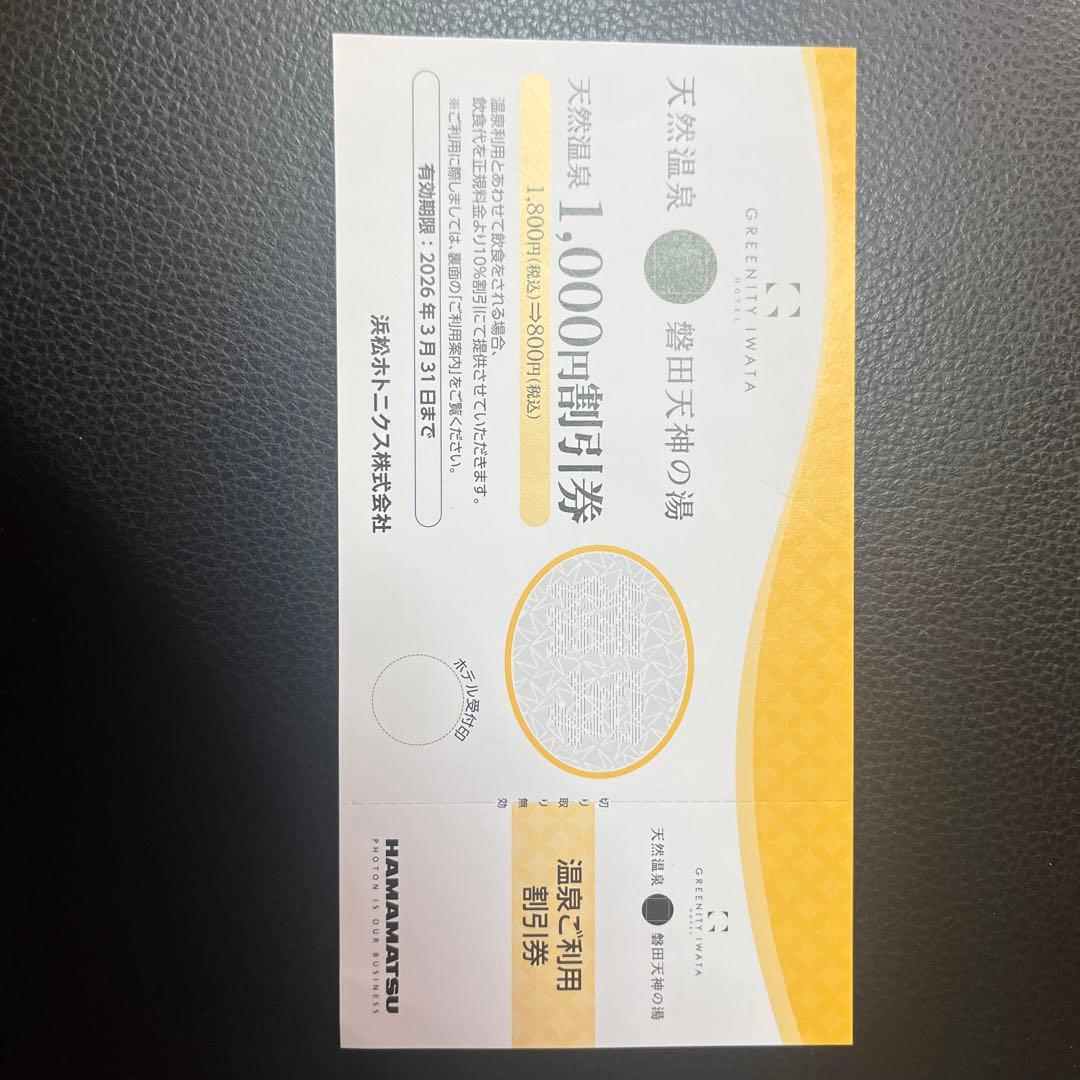 GREENITY IWATA
HOTEL
天然温泉 磐田天神の湯
天然温泉 1,000円割引券
1,800円(税込)⇒800円(税込)
温泉利用とあわせて飲食をされる場合、
飲食代を正規料金より10%割引にて提供させていただきます。
※ご利用に際しましては、裏面の「ご利用案内」をご覧ください。
有効期限：2026年3月31日まで
浜松ホトニクス株式会社
ホテル受付印
切り取り無効
GREENITY IWATA
HOTEL
天然温泉 磐田天神の湯
温泉ご利用
割引券
HAMAMATSU
PHOTON IS OUR BUSINESS